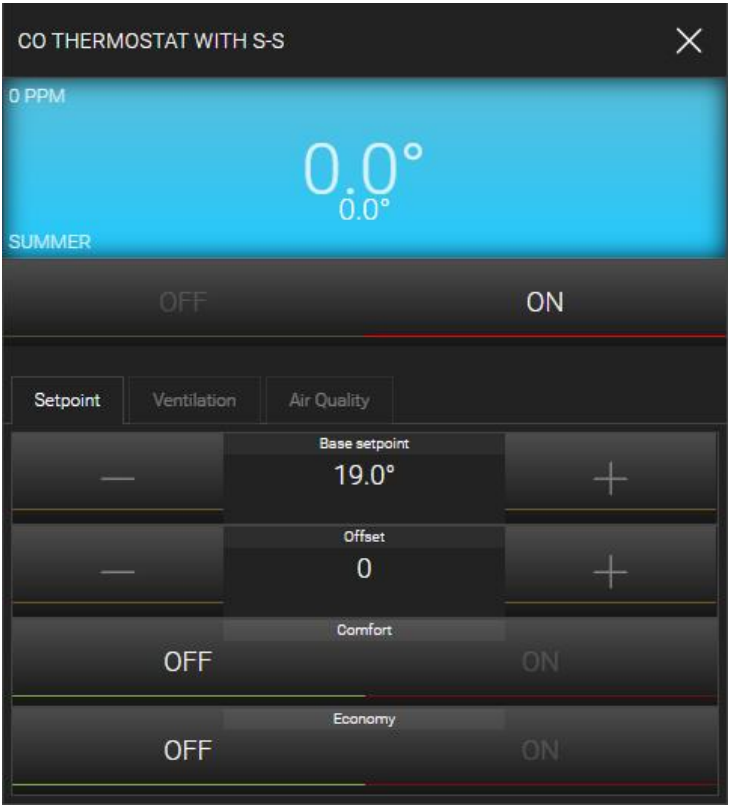 CO THERMOSTAT WITH S-S
0 PPM
0.0°
0.0°
SUMMER
OFF ON
Setpoint Ventilation Air Quality
Base setpoint
— 19.0° +
Offset
— 0 +
Comfort
OFF ON
Economy
OFF ON